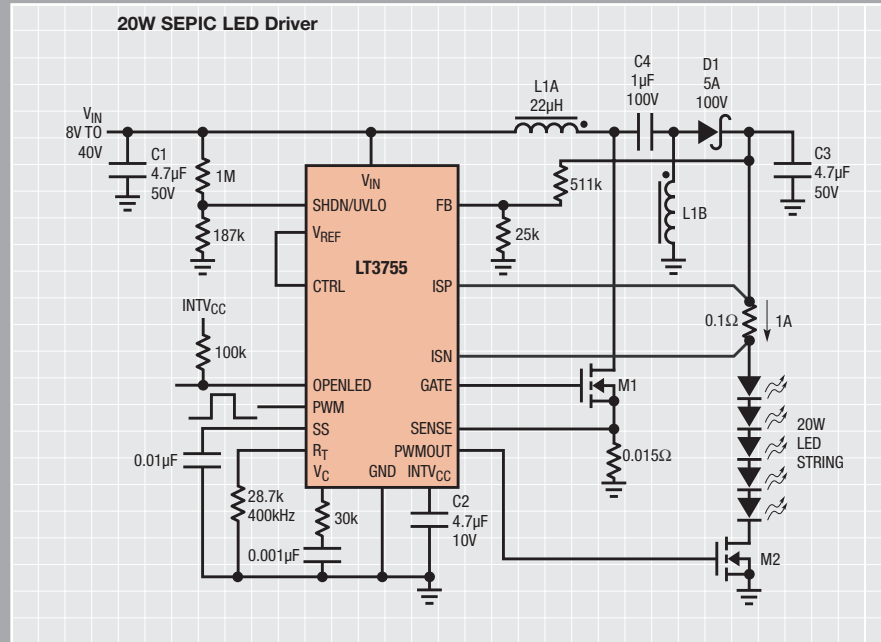 20W SEPIC LED Driver
VIN
8V TO
40V
C1
4.7µF
50V
1M
187k
L1A
22µH
C4
1µF
100V
D1
5A
100V
C3
4.7µF
50V
L1B
511k
25k
VIN
SHDN/UVLO
FB
VREF
LT3755
CTRL
ISP
ISN
INTVCC
100k
OPENLED
GATE
PWM
SS
SENSE
RT
PWMOUT
VC
GND
INTVCC
0.1Ω
1A
M1
0.015Ω
20W
LED
STRING
0.01µF
28.7k
400kHz
30k
0.001µF
C2
4.7µF
10V
M2